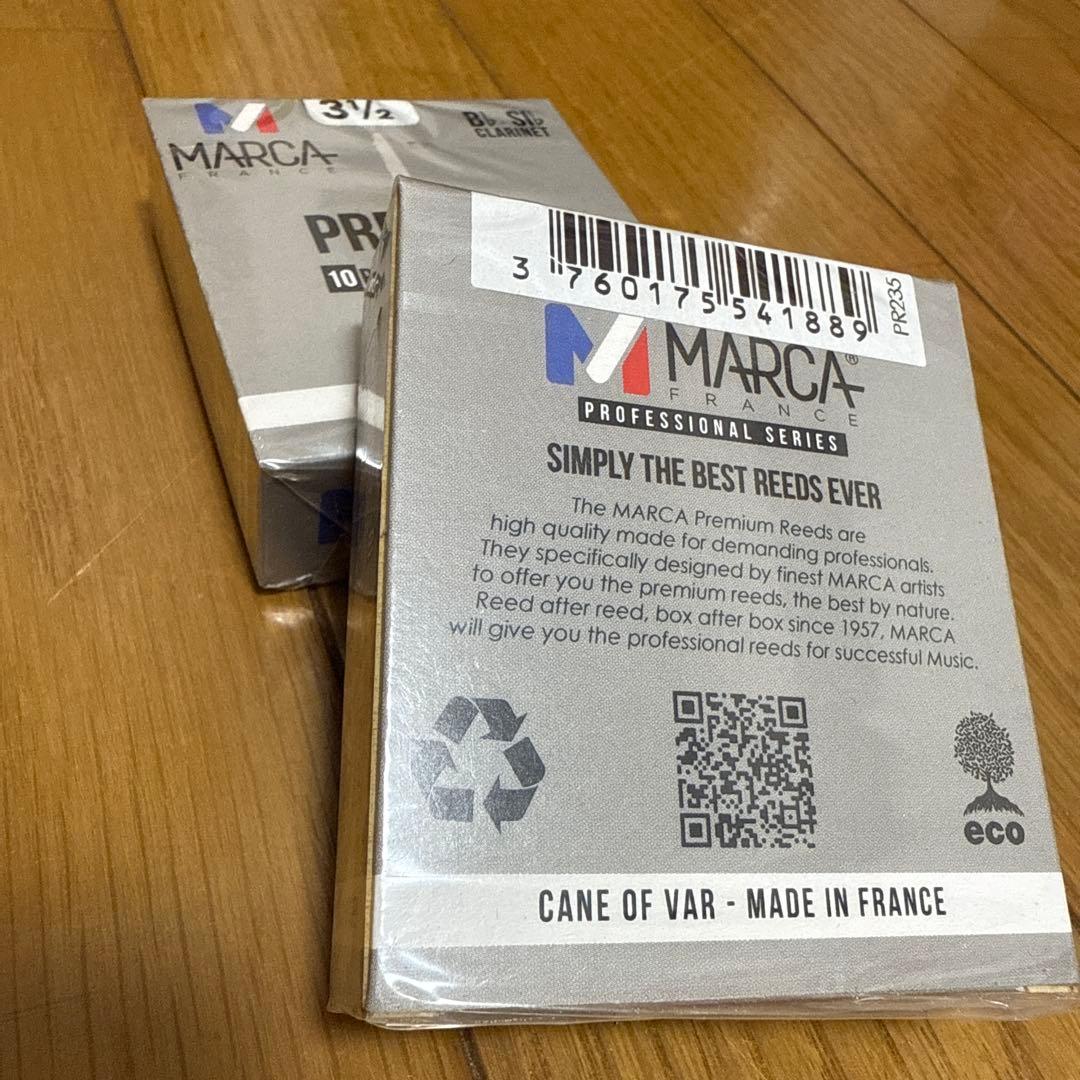 3½
B♭ SI♭
CLARINET
MARCA
FRANCE
10
3 760175 541889
PR235
MARCA®
FRANCE
PROFESSIONAL SERIES
SIMPLY THE BEST REEDS EVER
The MARCA Premium Reeds are
high quality made for demanding professionals.
They specifically designed by finest MARCA artists
to offer you the premium reeds, the best by nature.
Reed after reed, box after box since 1957, MARCA
will give you the professional reeds for successful Music.
eco
CANE OF VAR - MADE IN FRANCE